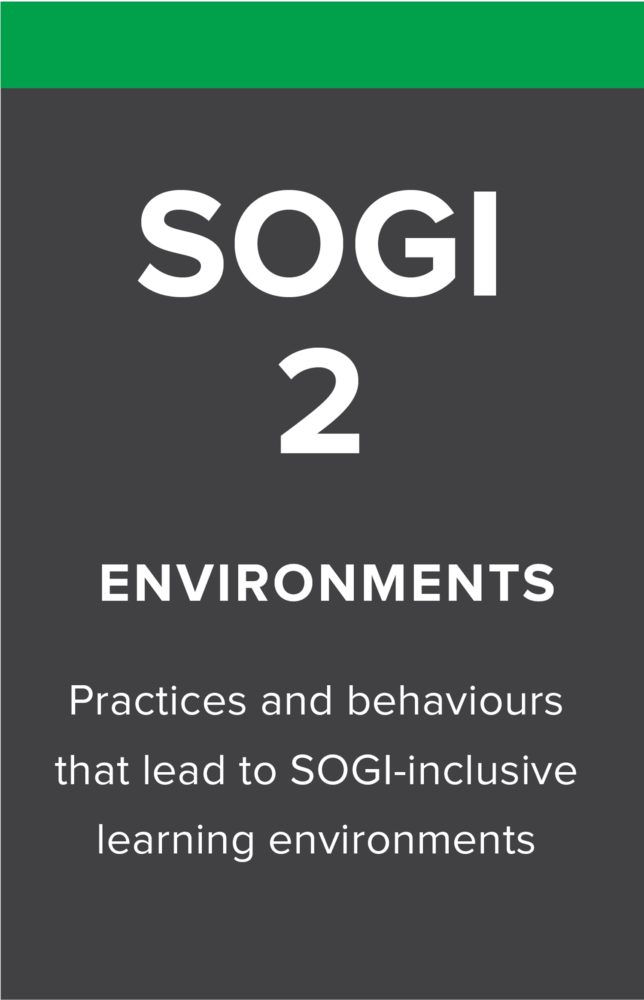 SOGI
2
ENVIRONMENTS
Practices and behaviours
that lead to SOGI-inclusive
learning environments